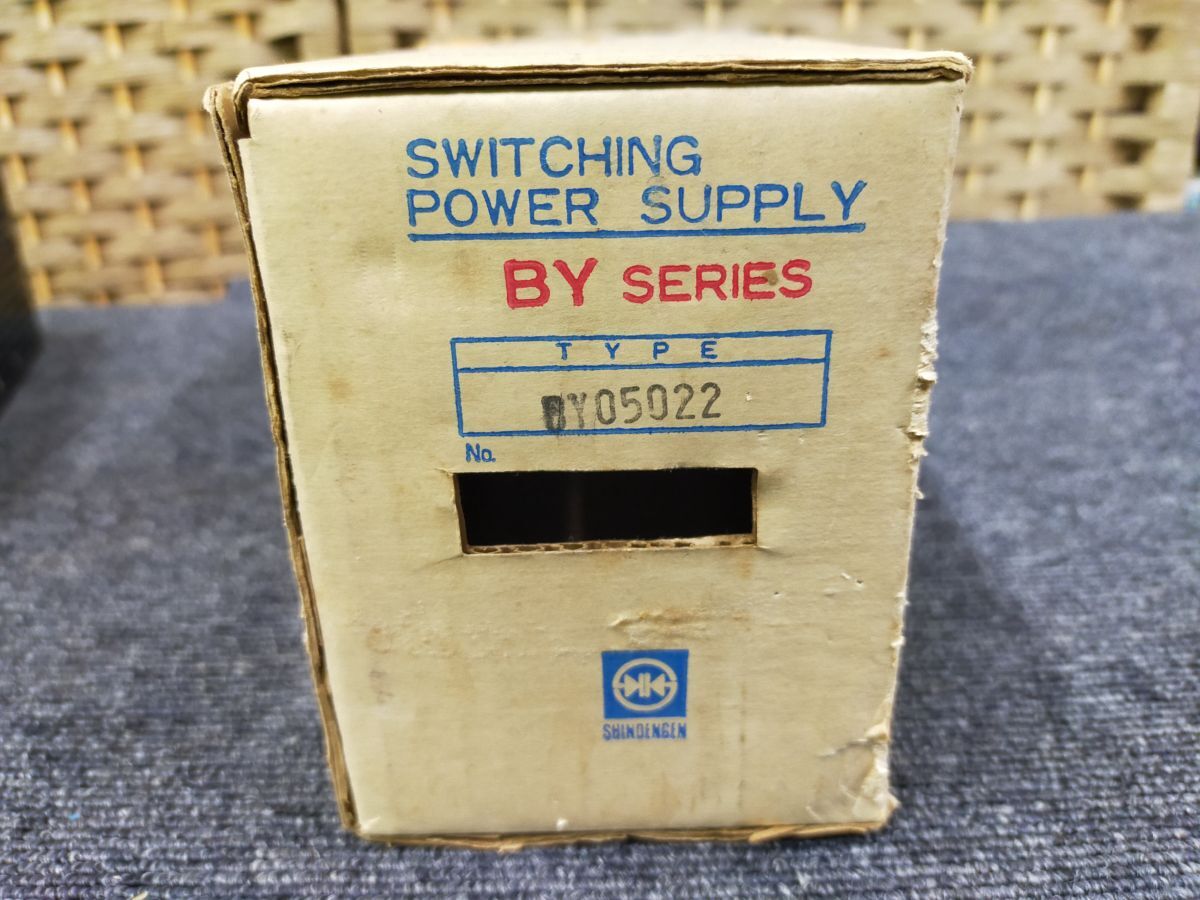 SWITCHING
POWER SUPPLY
BY SERIES
TYPE
BY05022
No.
SHINDENGEN